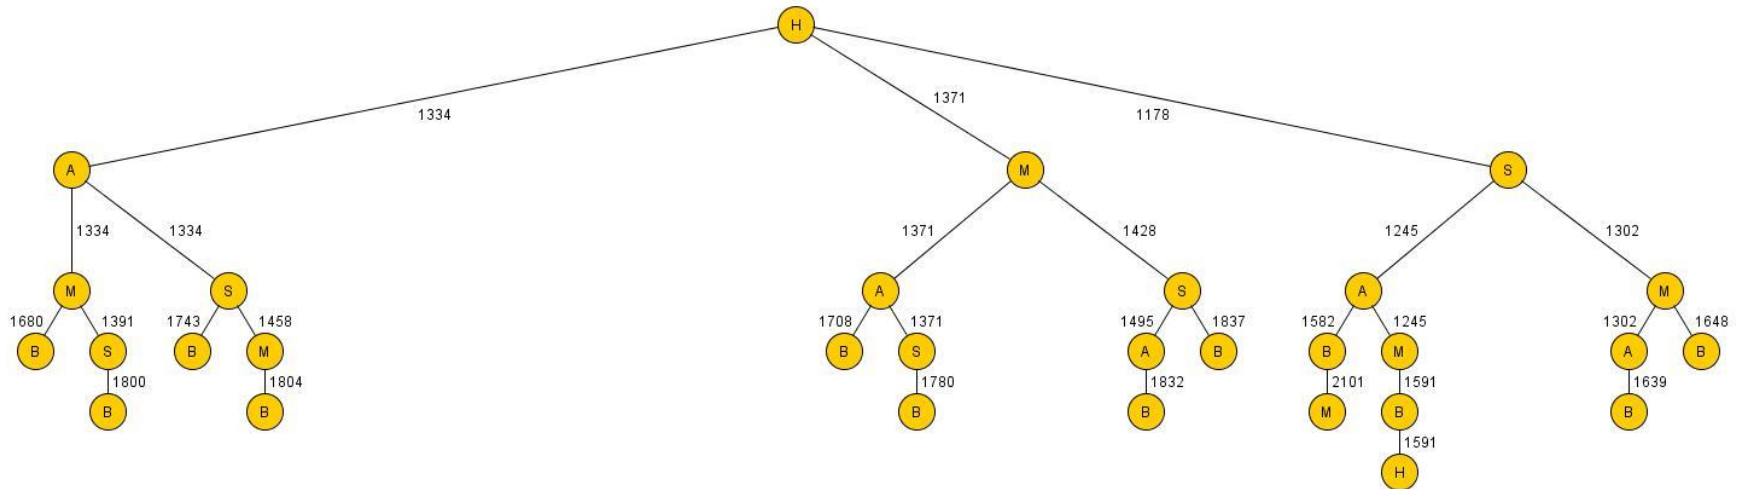 H
1334 1371 1178
A M S
1334 1334 1371 1428 1245 1302
M S A S A M
1680 1391 1743 1458 1708 1371 1495 1837 1582 1245 1302 1648
B S B M B S A B B M A B
1800 1804 1780 1832 2101 1591 1639
B B B B M B B
1591
H